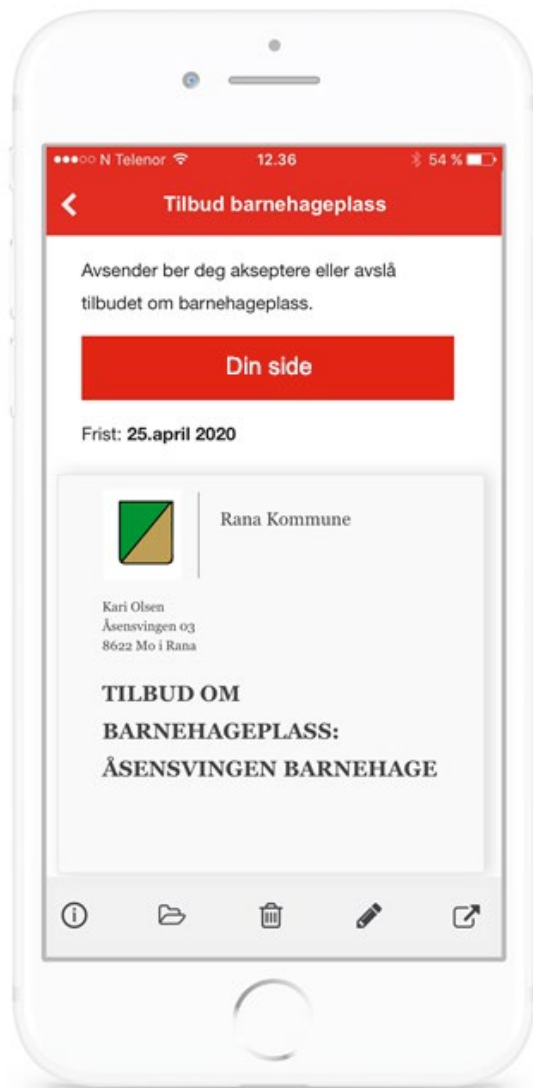 N Telenor 12.36 54 %
Tilbud barnehageplass
Avsender ber deg akseptere eller avslå
tilbudet om barnehageplass.
Din side
Frist: 25.april 2020
Rana Kommune
Kari Olsen
Åsensvingen 03
8622 Mo i Rana
TILBUD OM
BARNEHAGEPLASS:
ÅSENSVINGEN BARNEHAGE